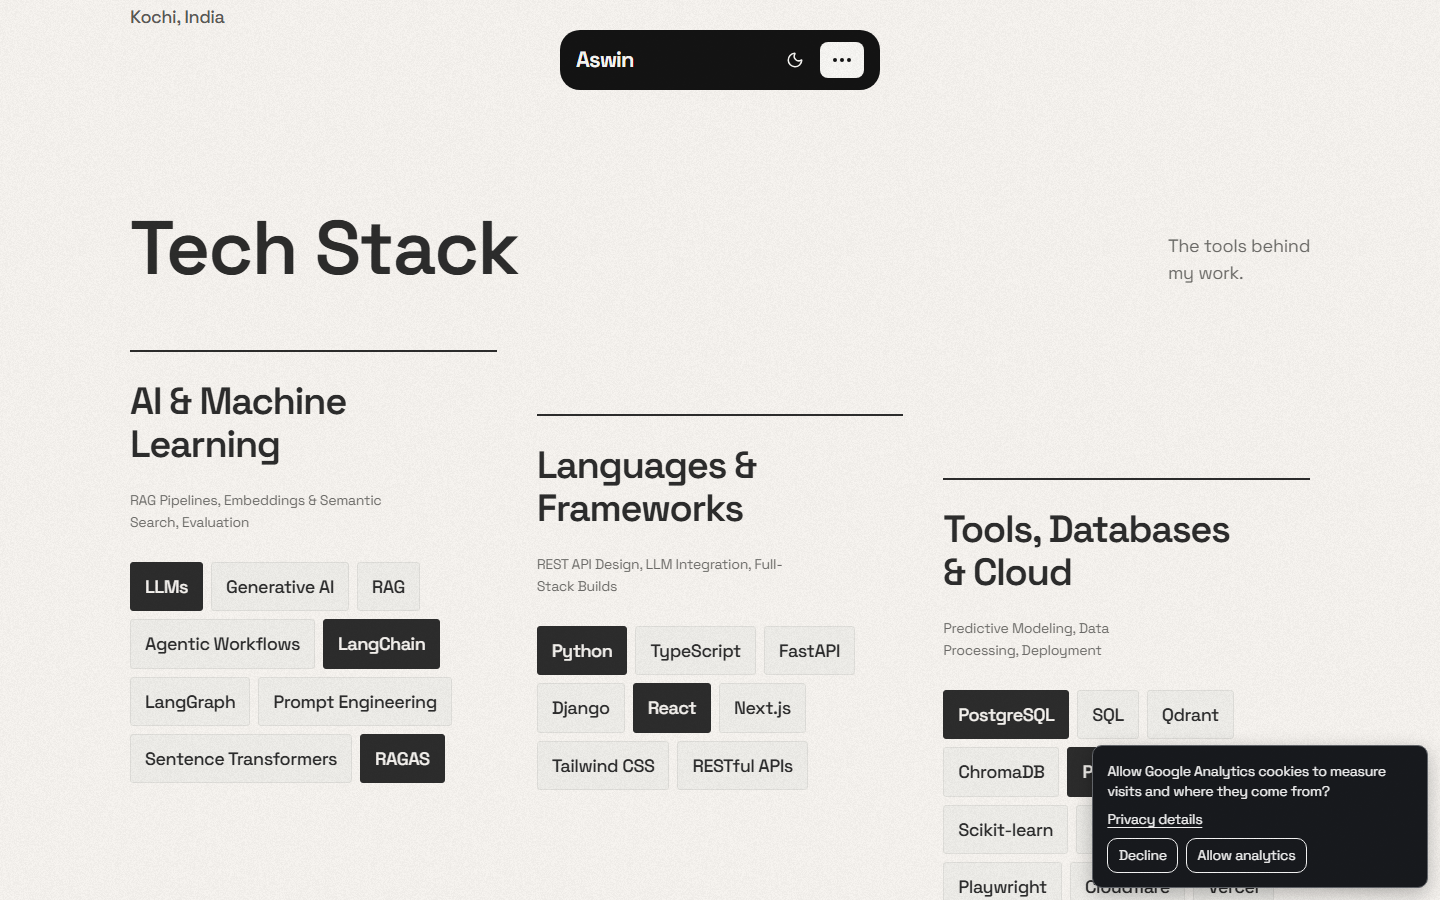 Kochi, India
Aswin
Tech Stack
The tools behind
my work.
AI & Machine
Learning
RAG Pipelines, Embeddings & Semantic
Search, Evaluation
LLMs
Generative AI
RAG
Agentic Workflows
LangChain
LangGraph
Prompt Engineering
Sentence Transformers
RAGAS
Languages &
Frameworks
REST API Design, LLM Integration, Full-
Stack Builds
Python
TypeScript
FastAPI
Django
React
Next.js
Tailwind CSS
RESTful APIs
Tools, Databases
& Cloud
Predictive Modeling, Data
Processing, Deployment
PostgreSQL
SQL
Qdrant
ChromaDB
Scikit-learn
Playwright
Cloudflare
Vercel
Allow Google Analytics cookies to measure
visits and where they come from?
Privacy details
Decline
Allow analytics